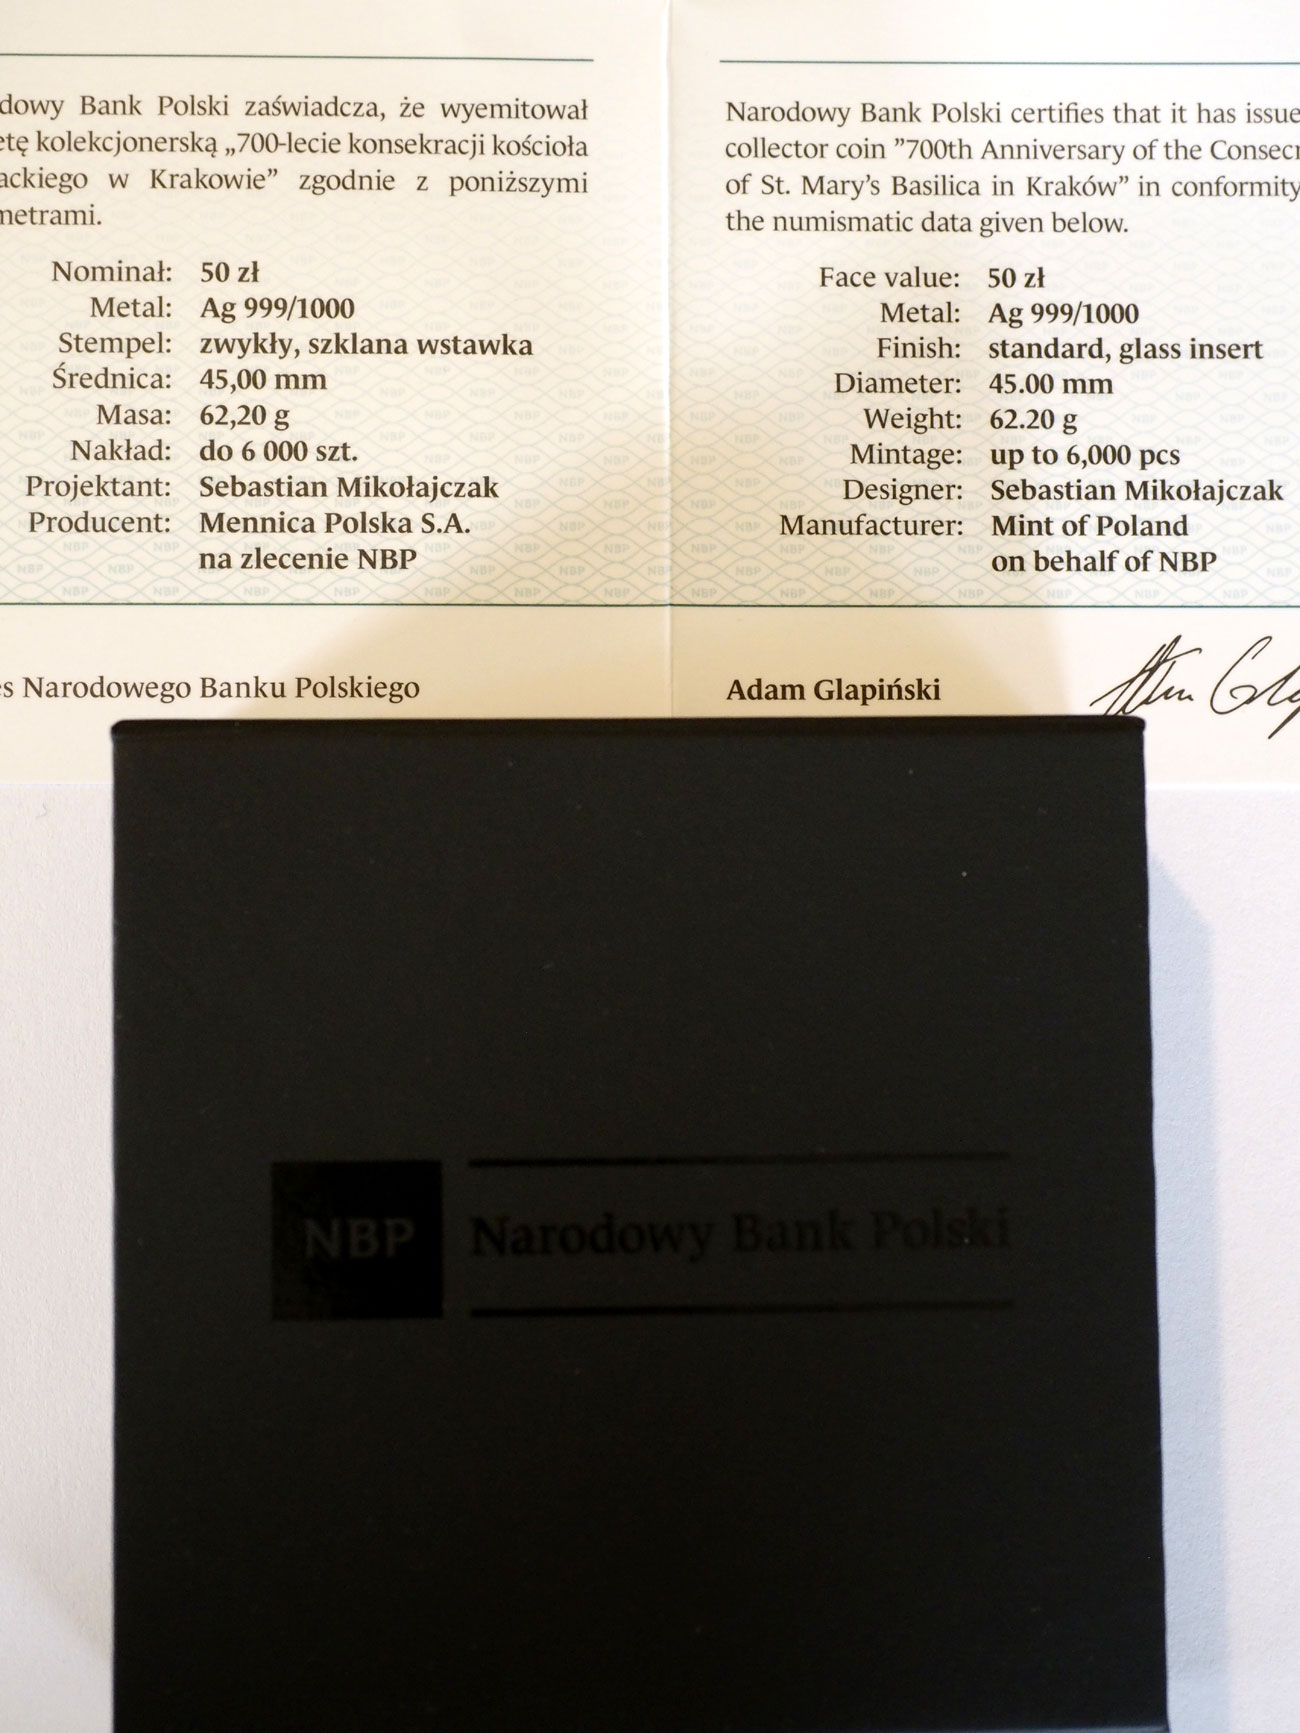 dowy Bank Polski zaświadcza, że wyemitował
etę kolekcjonerską „700-lecie konsekracji kościoła
ackiego w Krakowie” zgodnie z poniższymi
metrami.
Nominał: 50 zł
Metal: Ag 999/1000
Stempel: zwykły, szklana wstawka
Średnica: 45,00 mm
Masa: 62,20 g
Nakład: do 6 000 szt.
Projektant: Sebastian Mikołajczak
Producent: Mennica Polska S.A.
na zlecenie NBP
s Narodowego Banku Polskiego
Narodowy Bank Polski certifies that it has issue
collector coin ”700th Anniversary of the Consecr
of St. Mary’s Basilica in Kraków” in conformity
the numismatic data given below.
Face value: 50 zł
Metal: Ag 999/1000
Finish: standard, glass insert
Diameter: 45.00 mm
Weight: 62.20 g
Mintage: up to 6,000 pcs
Designer: Sebastian Mikołajczak
Manufacturer: Mint of Poland
on behalf of NBP
Adam Glapiński
NBP Narodowy Bank Polski